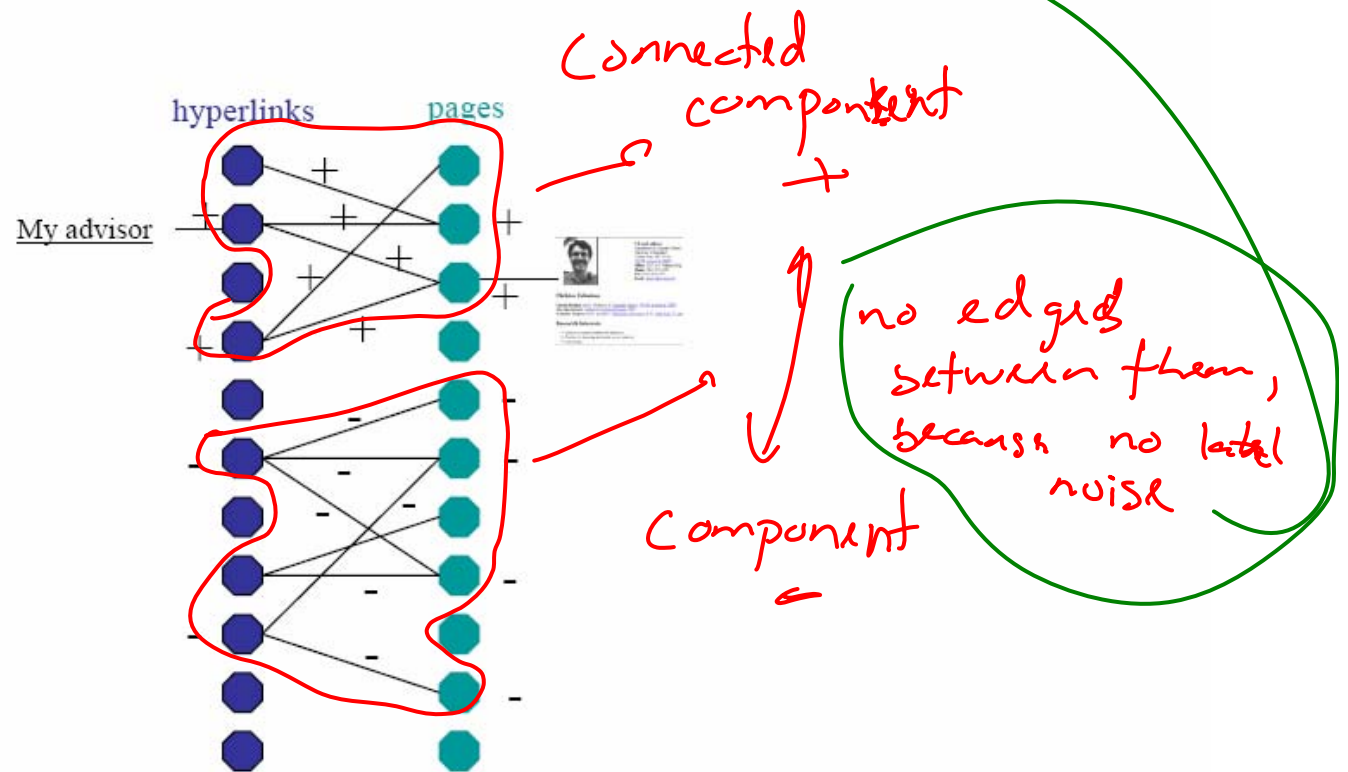 Connected
component
+
hyperlinks
pages
+
+
+
+
My advisor
+
+
+
+
+
no edges
between them,
because no label
noise
-
-
-
-
-
-
-
Component
-
-
-
-
-
-